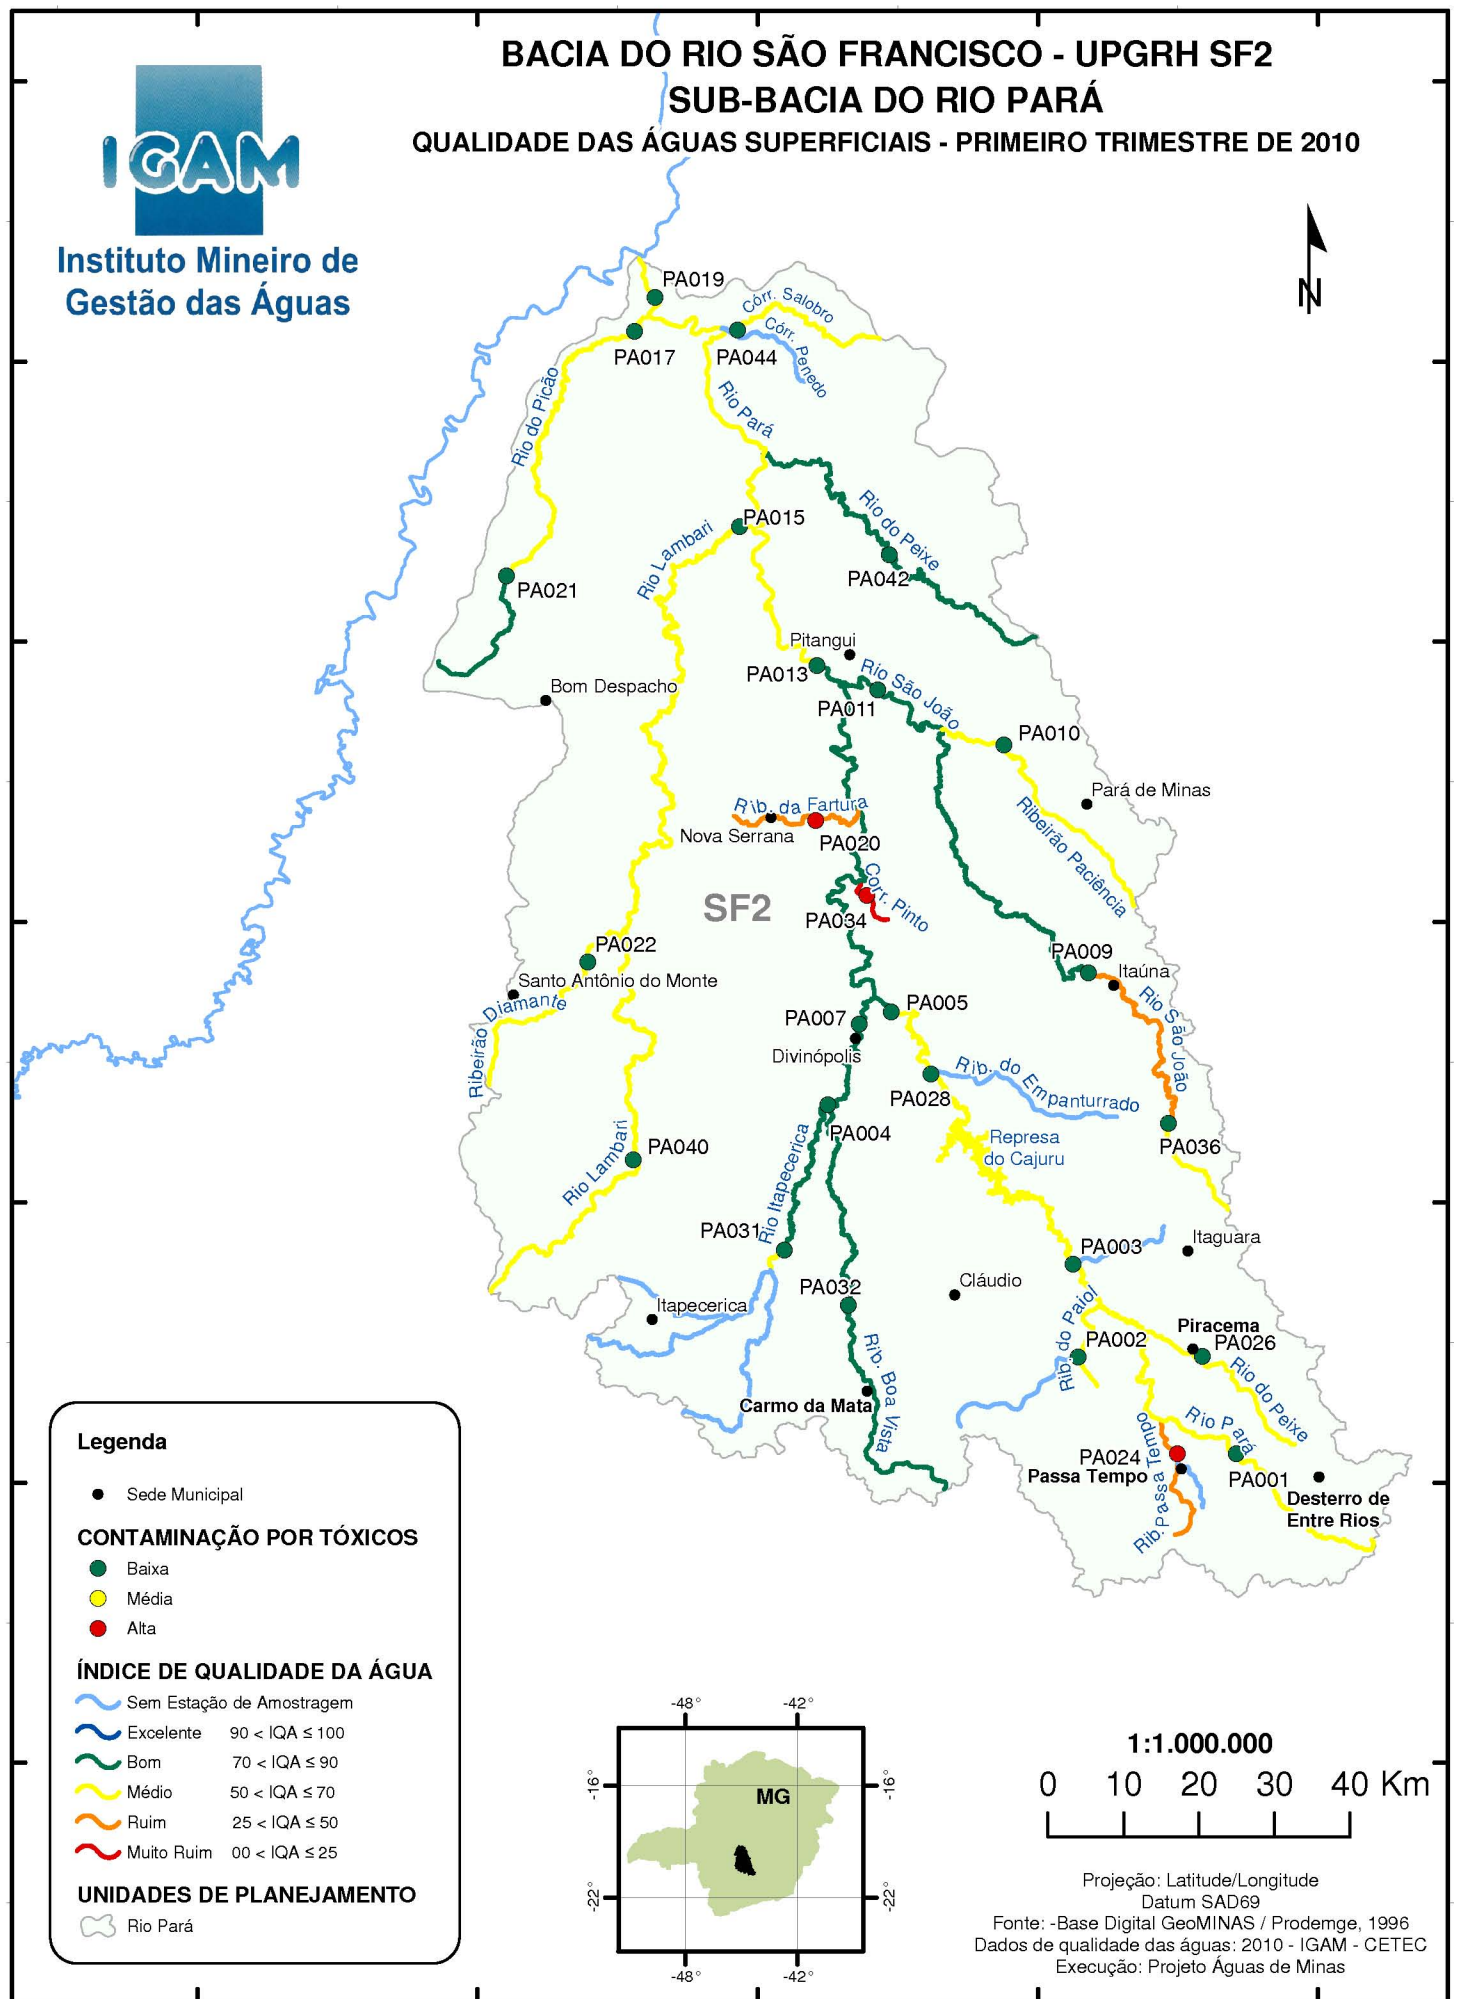 BACIA DO RIO SÃO FRANCISCO - UPGRH SF2
SUB-BACIA DO RIO PARÁ
QUALIDADE DAS ÁGUAS SUPERFICIAIS - PRIMEIRO TRIMESTRE DE 2010
IGAM
Instituto Mineiro de
Gestão das Águas
N
PA019
Córr. Salobro
PA017
PA044
Córr. Penedo
Rio do Picão
Rio Pará
PA015
Rio do Peixe
Rio Lambari
PA042
PA021
Pitangui
PA013
Rio São João
Bom Despacho
PA011
PA010
Pará de Minas
Rib. da Fartura
Nova Serrana
PA020
Ribeirão Paciência
Corr. Pinto
SF2
PA034
PA022
PA009
Itaúna
Santo Antônio do Monte
Ribeirão Diamante
PA005
PA007
Rio São João
Divinópolis
Rib. do Empanturrado
PA028
PA004
Represa
do Cajuru
PA036
PA040
Rio Lambari
Rio Itapecerica
PA031
PA003
Itaguara
PA032
Cláudio
Itapecerica
Rib. do Paiol
Piracema
PA002
PA026
Rib. Boa Vista
Rio do Peixe
Carmo da Mata
Rio Pará
PA024
Passa Tempo
Rib. Passa Tempo
PA001
Desterro de
Entre Rios
Legenda
Sede Municipal
CONTAMINAÇÃO POR TÓXICOS
Baixa
Média
Alta
ÍNDICE DE QUALIDADE DA ÁGUA
Sem Estação de Amostragem
Excelente 90 < IQA ≤ 100
Bom 70 < IQA ≤ 90
Médio 50 < IQA ≤ 70
Ruim 25 < IQA ≤ 50
Muito Ruim 00 < IQA ≤ 25
UNIDADES DE PLANEJAMENTO
Rio Pará
-48° -42°
-16° -16°
MG
-22° -22°
-48° -42°
1:1.000.000
0 10 20 30 40 Km
Projeção: Latitude/Longitude
Datum SAD69
Fonte: -Base Digital GeoMINAS / Prodemge, 1996
Dados de qualidade das águas: 2010 - IGAM - CETEC
Execução: Projeto Águas de Minas